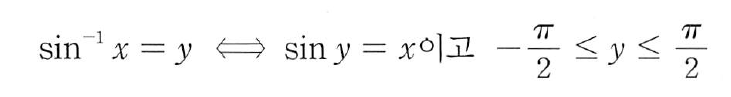 sin⁻¹ x = y ⟺ sin y = x이고 −π/2 ≤ y ≤ π/2